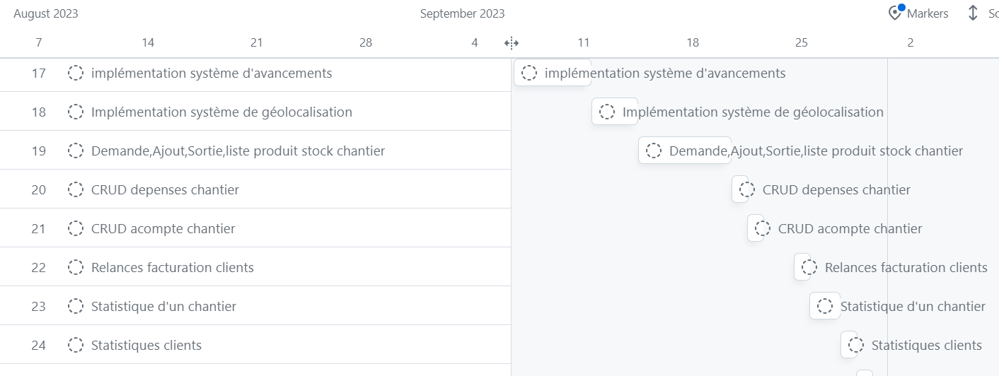 August 2023 September 2023 Markers
7 14 21 28 4 11 18 25 2
17 implémentation système d'avancements implémentation système d'avancements
18 Implémentation système de géolocalisation Implémentation système de géolocalisation
19 Demande,Ajout,Sortie,liste produit stock chantier Demande,Ajout,Sortie,liste produit stock chantier
20 CRUD depenses chantier CRUD depenses chantier
21 CRUD acompte chantier CRUD acompte chantier
22 Relances facturation clients Relances facturation clients
23 Statistique d'un chantier Statistique d'un chantier
24 Statistiques clients Statistiques clients